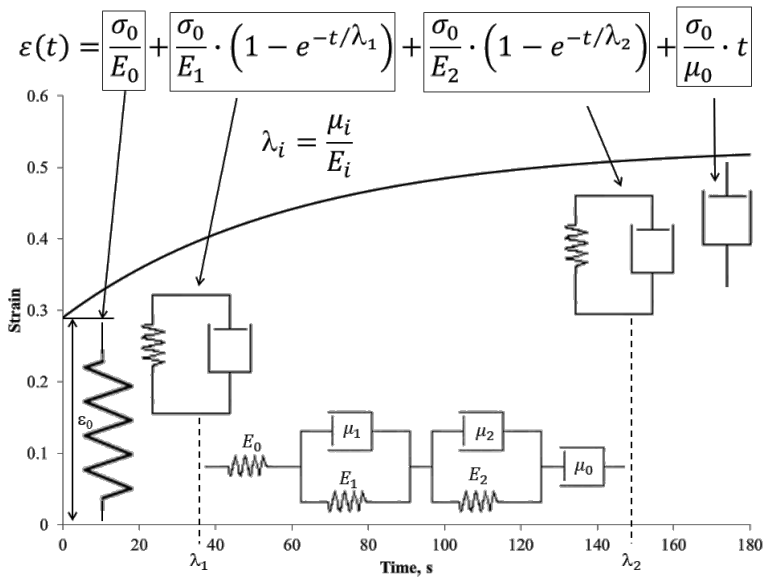 ε(t) = σ₀/E₀ + σ₀/E₁ · (1 − e^(−t/λ₁)) + σ₀/E₂ · (1 − e^(−t/λ₂)) + σ₀/μ₀ · t
λᵢ = μᵢ/Eᵢ
0.6
0.5
0.4
0.3
0.2
0.1
0
Strain
ε₀
E₀
μ₁
E₁
μ₂
E₂
μ₀
0 20 40 60 80 100 120 140 160 180
λ₁ λ₂
Time, s